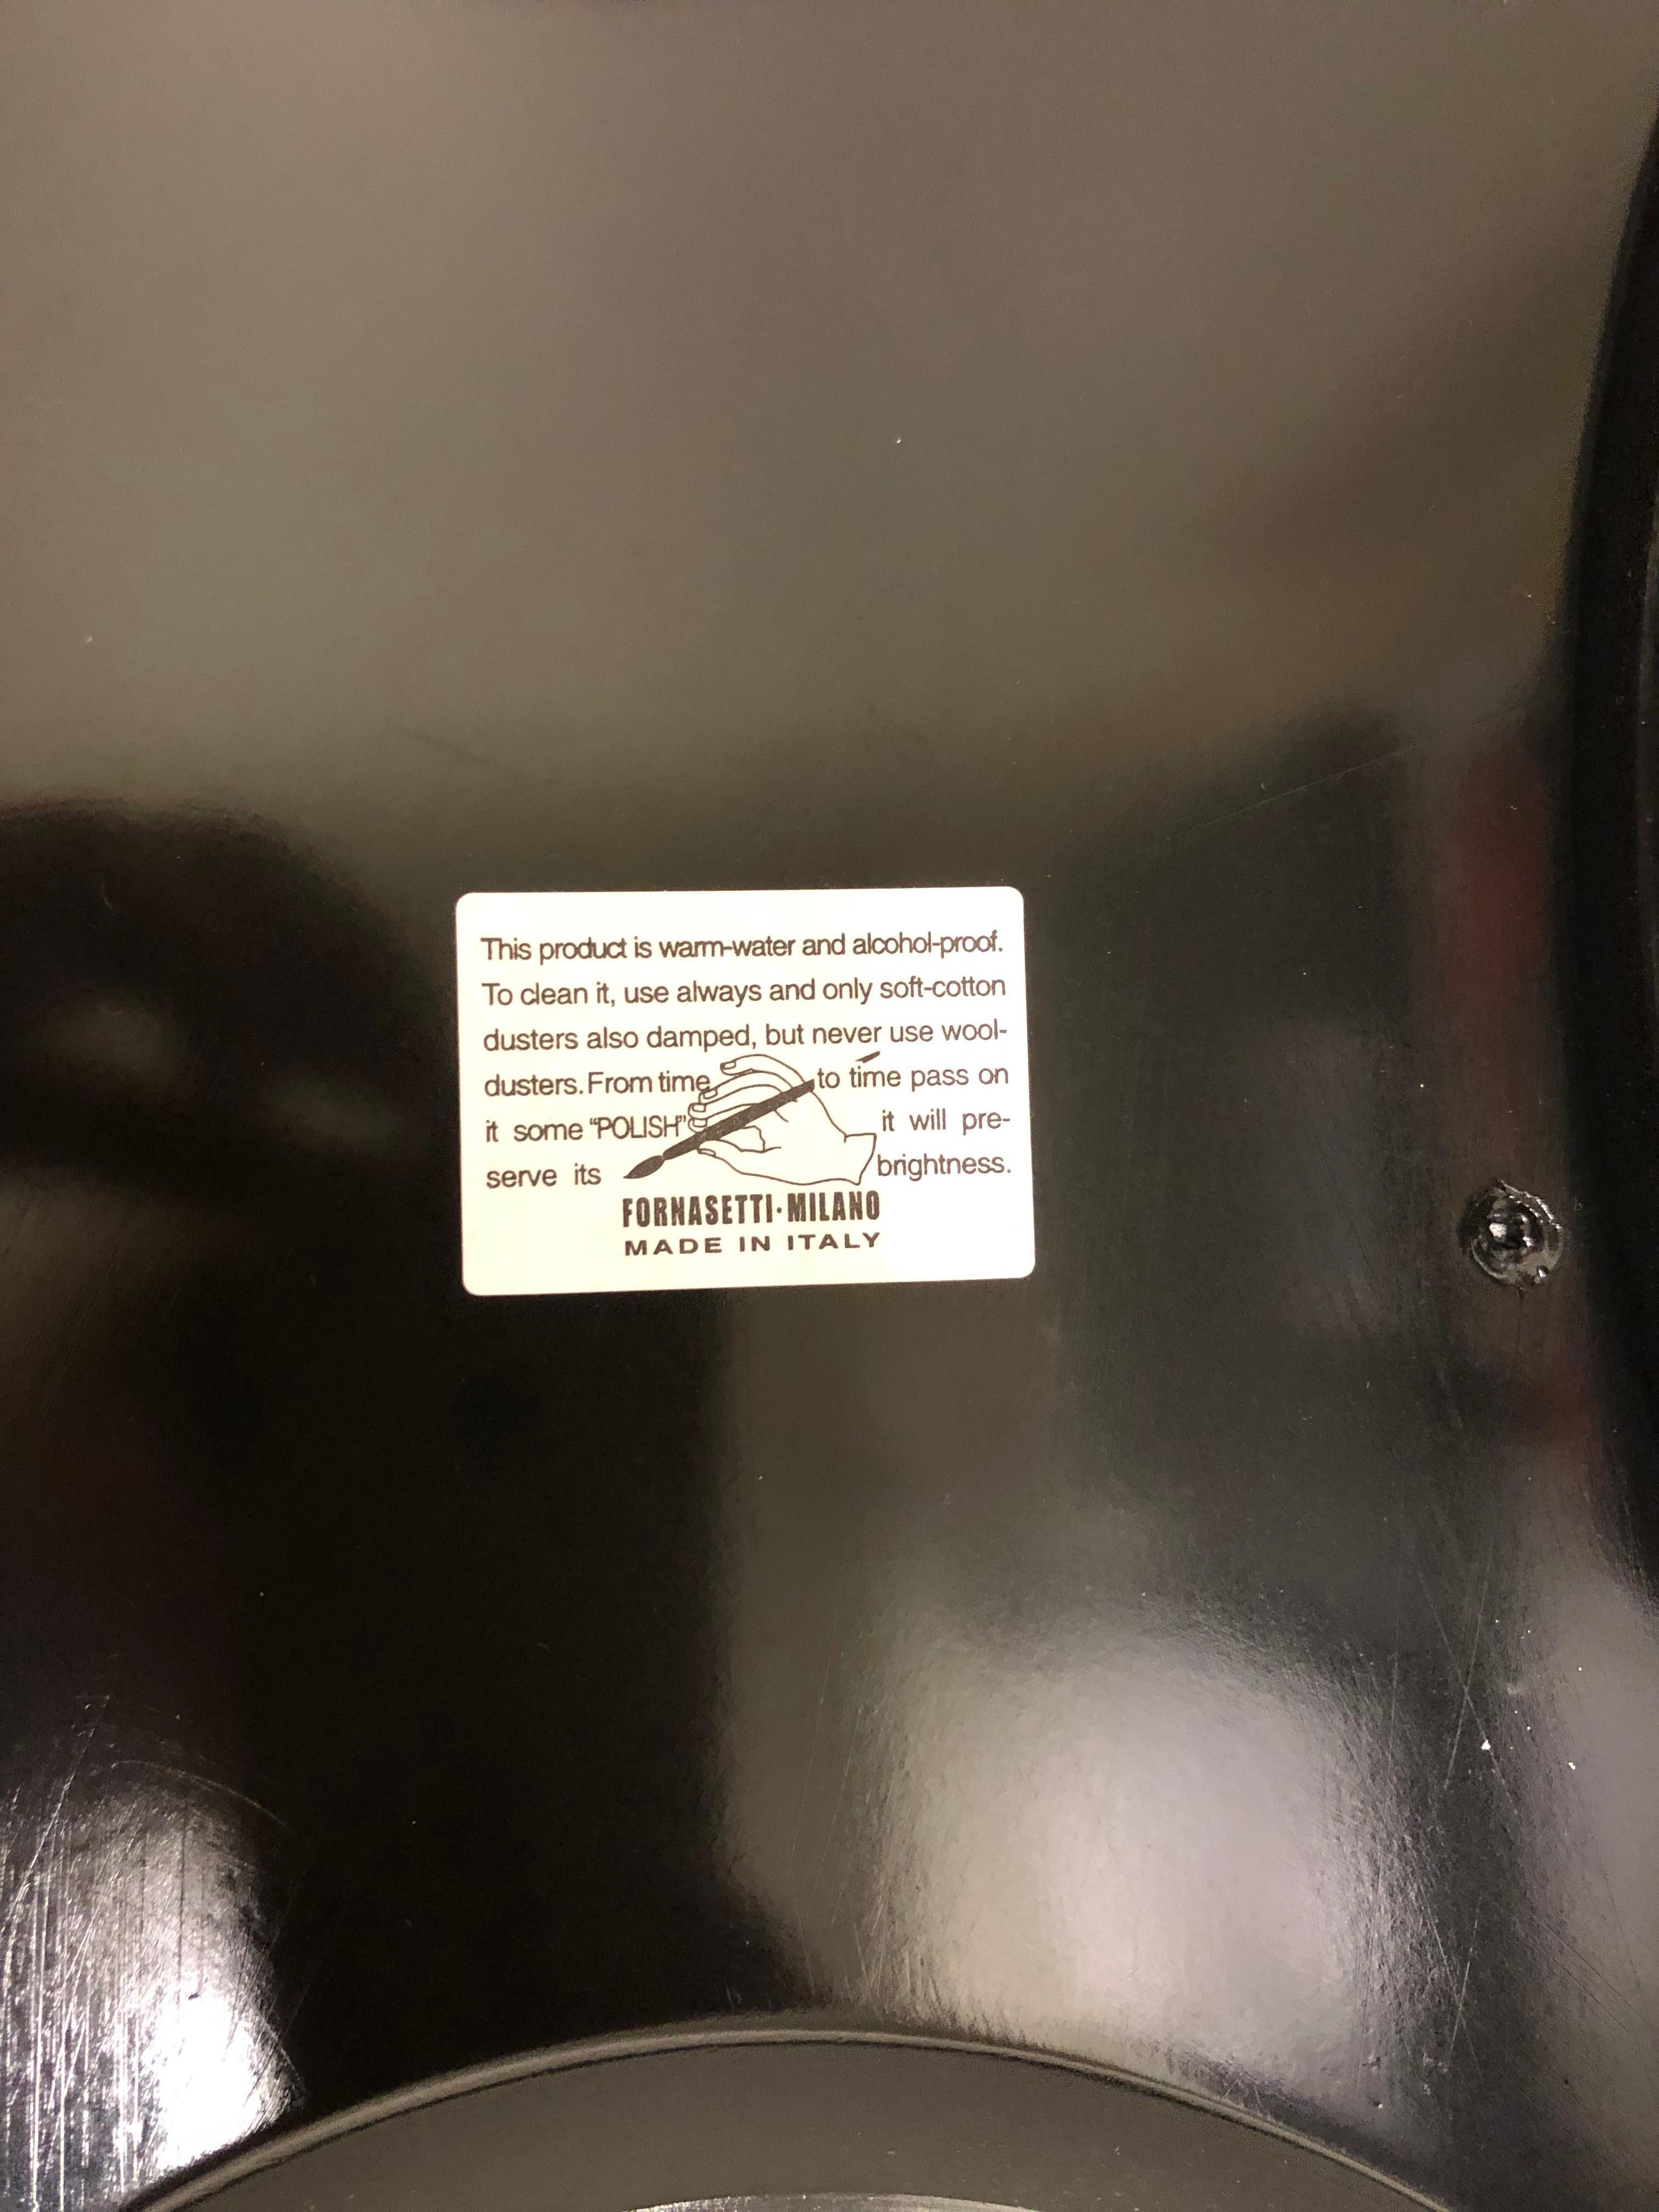 This product is warm-water and alcohol-proof.
To clean it, use always and only soft-cotton
dusters also damped, but never use wool-
dusters. From time to time pass on
it some “POLISH” it will pre-
serve its brightness.
FORNASETTI·MILANO
MADE IN ITALY